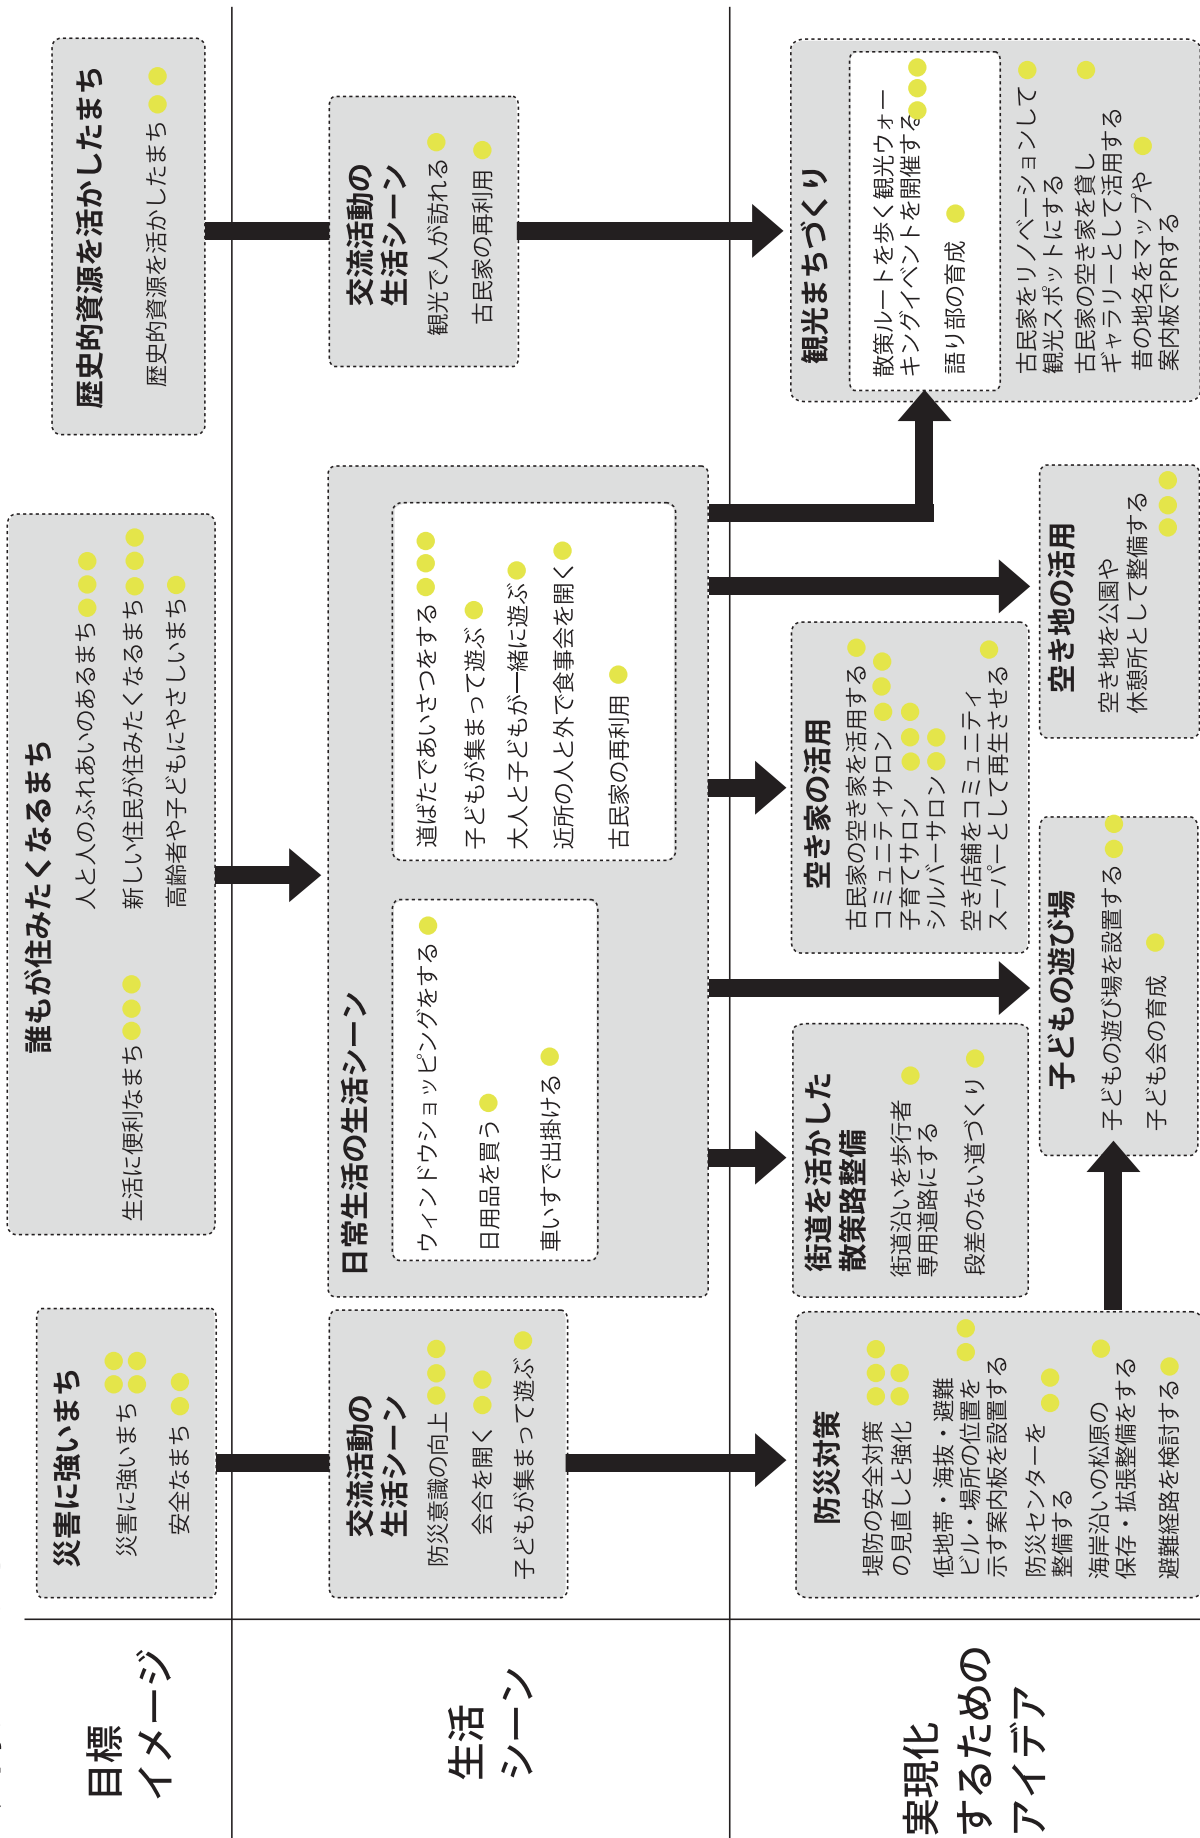 目標
イメージ
災害に強いまち
災害に強いまち
安全なまち
誰もが住みたくなるまち
生活に便利なまち
人と人のふれあいのあるまち
新しい住民が住みたくなるまち
高齢者や子どもにやさしいまち
歴史的資源を活かしたまち
歴史的資源を活かしたまち
生活
シーン
交流活動の
生活シーン
防災意識の向上
会合を開く
子どもが集まって遊ぶ
日常生活の生活シーン
ウィンドウショッピングをする
日用品を買う
車いすで出掛ける
道ばたであいさつをする
子どもが集まって遊ぶ
大人と子どもが一緒に遊ぶ
近所の人と外で食事会を開く
古民家の再利用
交流活動の
生活シーン
観光で人が訪れる
古民家の再利用
実現化
するための
アイデア
防災対策
堤防の安全対策
の見直しと強化
低地帯・海抜・避難
ビル・場所の位置を
示す案内板を設置する
防災センターを
整備する
海岸沿いの松原の
保存・拡張整備をする
避難経路を検討する
街道を活かした
散策路整備
街道沿いを歩行者
専用道路にする
段差のない道づくり
子どもの遊び場
子どもの遊び場を設置する
子ども会の育成
空き家の活用
古民家の空き家を活用する
コミュニティサロン
子育てサロン
シルバーサロン
空き店舗をコミュニティ
スーパーとして再生させる
空き地の活用
空き地を公園や
休憩所として整備する
観光まちづくり
散策ルートを歩く観光ウォー
キングイベントを開催する
語り部の育成
古民家をリノベーションして
観光スポットにする
古民家の空き家を貸し
ギャラリーとして活用する
昔の地名をマップや
案内板でPRする